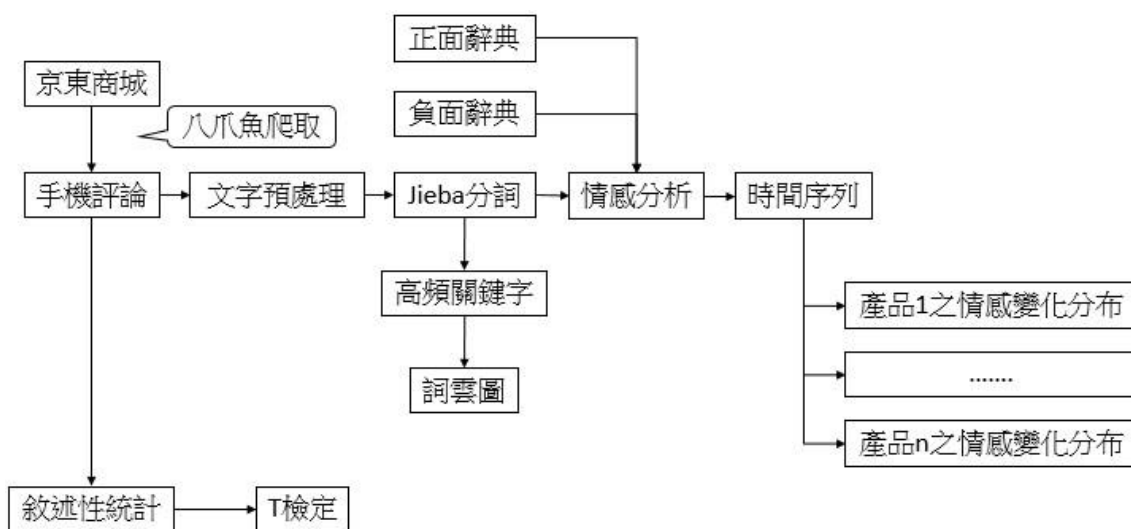 正面辭典
京東商城
負面辭典
八爪魚爬取
手機評論
文字預處理
Jieba分詞
情感分析
時間序列
高頻關鍵字
產品1之情感變化分布
詞雲圖
.......
產品n之情感變化分布
敘述性統計
T檢定